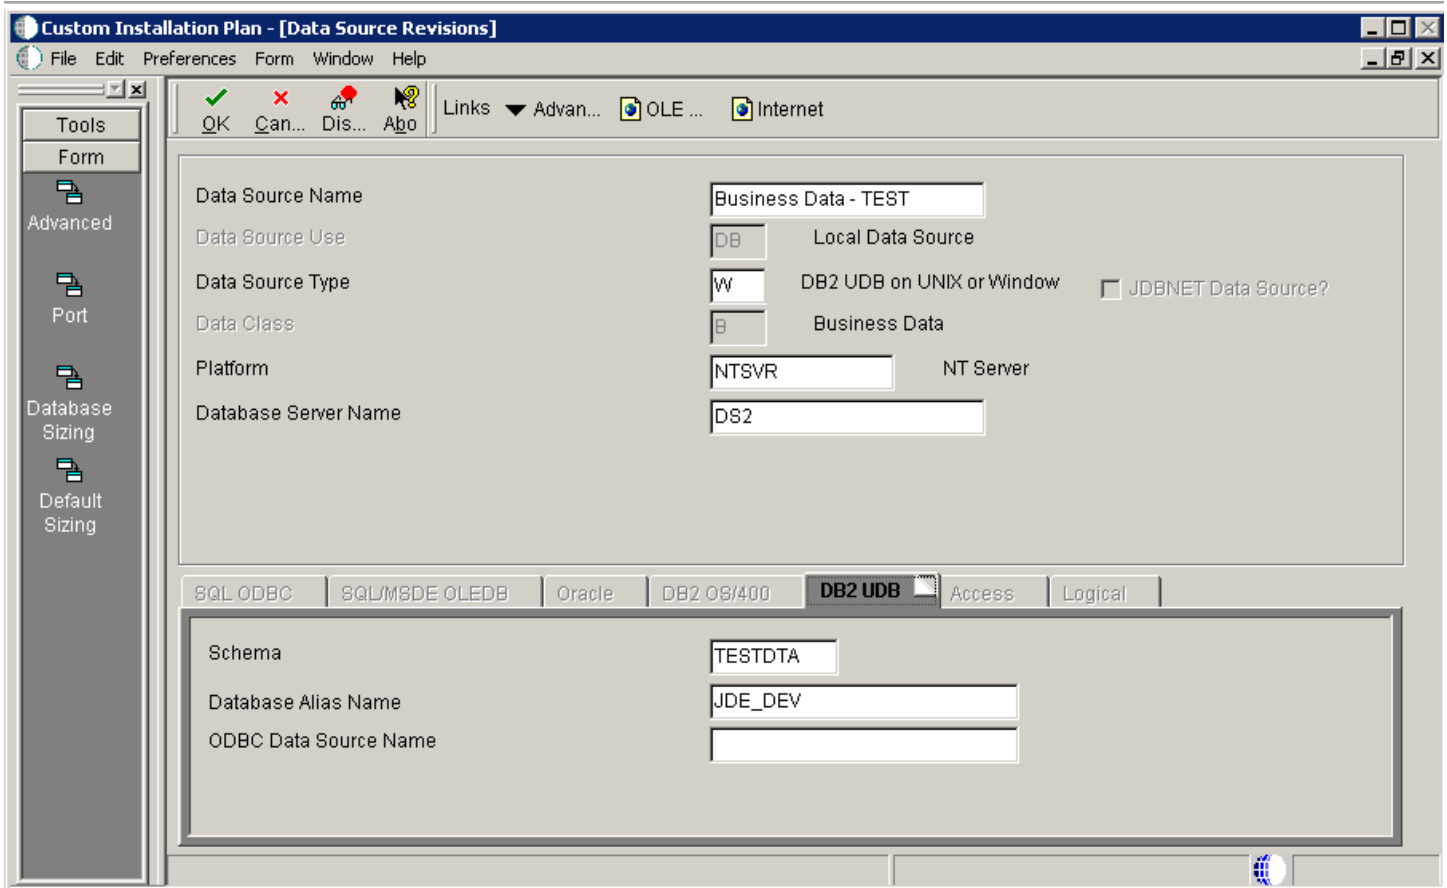 Custom Installation Plan - [Data Source Revisions]
File Edit Preferences Form Window Help
OK Can... Dis... Abo Links Advan... OLE ... Internet
Tools
Form
Advanced
Port
Database
Sizing
Default
Sizing
Data Source Name Business Data - TEST
Data Source Use DB Local Data Source
Data Source Type W DB2 UDB on UNIX or Window JDBNET Data Source?
Data Class B Business Data
Platform NTSVR NT Server
Database Server Name DS2
SQL ODBC SQL/MSDE OLEDB Oracle DB2 OS/400 DB2 UDB Access Logical
Schema TESTDTA
Database Alias Name JDE_DEV
ODBC Data Source Name